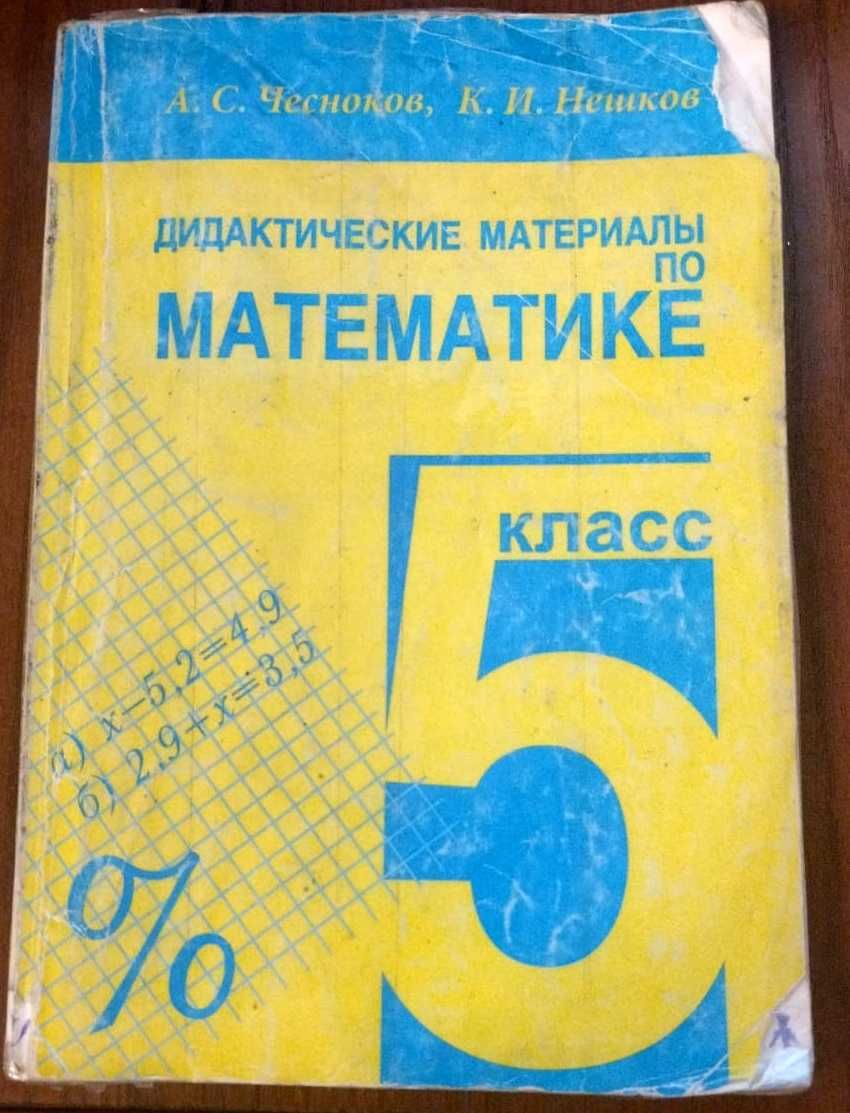 А. С. Чесноков, К. И. Нешков
ДИДАКТИЧЕСКИЕ МАТЕРИАЛЫ
ПО
МАТЕМАТИКЕ
5
класс
а) x−5,2=4,9
б) 2,9+x=3,5
%